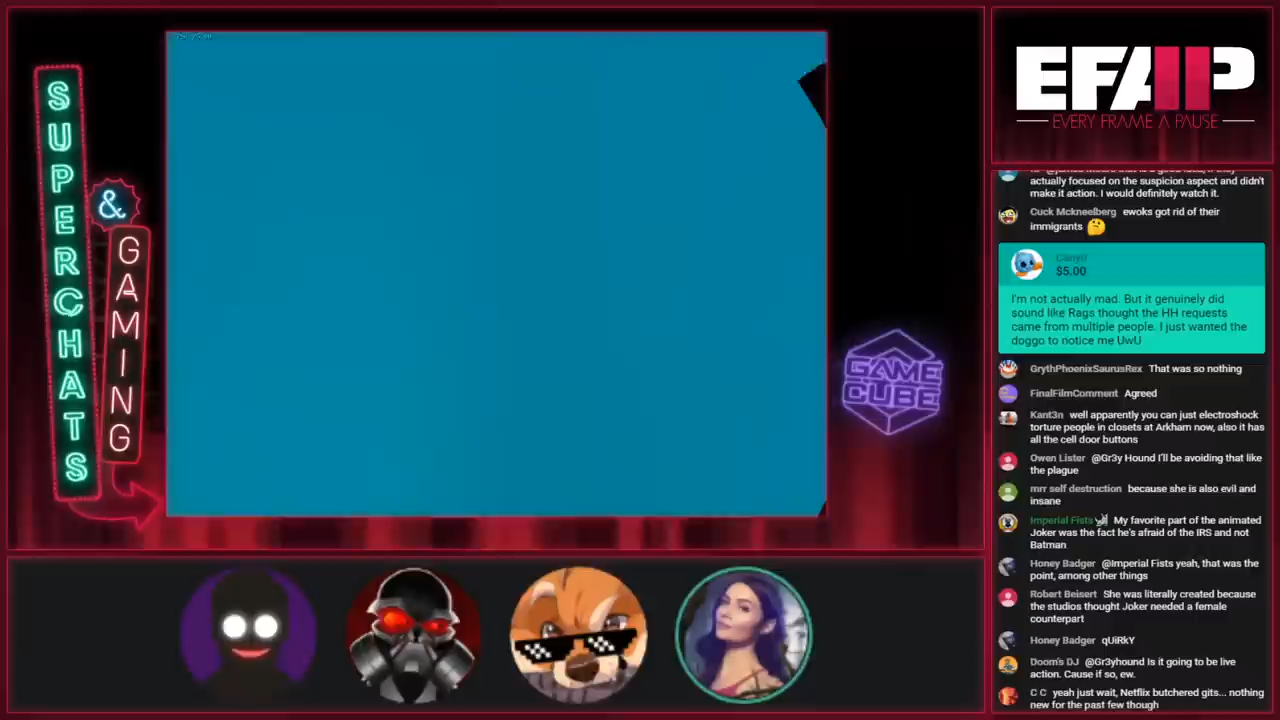 SUPERCHATS
&
GAMING
GAME
CUBE
EFAP
EVERY FRAME A PAUSE
actually focused on the suspicion aspect and didn't
make it action. I would definitely watch it.
Cuck Mckneelberg ewoks got rid of their
immigrants 🤔
$5.00
I'm not actually mad. But it genuinely did
sound like Rags thought the HH requests
came from multiple people. I just wanted the
doggo to notice me UwU
GrythPhoenixSaurusRex That was so nothing
FinalFilmComment Agreed
Kant3n well apparently you can just electroshock
torture people in closets at Arkham now, also it has
all the cell door buttons
Owen Lister @Gr3y Hound I'll be avoiding that like
the plague
mrr self destruction because she is also evil and
insane
Imperial Fists My favorite part of the animated
Joker was the fact he's afraid of the IRS and not
Batman
Honey Badger @Imperial Fists yeah, that was the
point, among other things
Robert Beisert She was literally created because
the studios thought Joker needed a female
counterpart
Honey Badger qUiRkY
Doom's DJ @Gr3yhound Is it going to be live
action. Cause if so, ew.
C C yeah just wait, Netflix butchered gits... nothing
new for the past few though